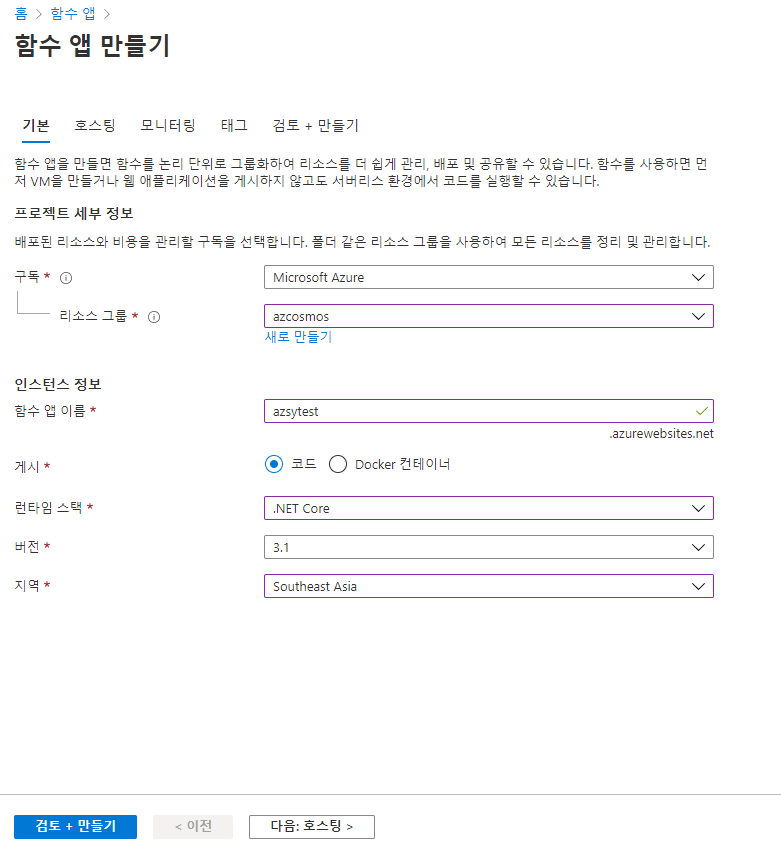 홈 > 함수 앱 >
함수 앱 만들기
기본 호스팅 모니터링 태그 검토 + 만들기
함수 앱을 만들면 함수를 논리 단위로 그룹화하여 리소스를 더 쉽게 관리, 배포 및 공유할 수 있습니다. 함수를 사용하면 먼
저 VM을 만들거나 웹 애플리케이션을 게시하지 않고도 서버리스 환경에서 코드를 실행할 수 있습니다.
프로젝트 세부 정보
배포된 리소스와 비용을 관리할 구독을 선택합니다. 폴더 같은 리소스 그룹을 사용하여 모든 리소스를 정리 및 관리합니다.
구독 * Microsoft Azure
리소스 그룹 * azcosmos
새로 만들기
인스턴스 정보
함수 앱 이름 * azsytest
.azurewebsites.net
게시 * 코드 Docker 컨테이너
런타임 스택 * .NET Core
버전 * 3.1
지역 * Southeast Asia
검토 + 만들기 < 이전 다음: 호스팅 >